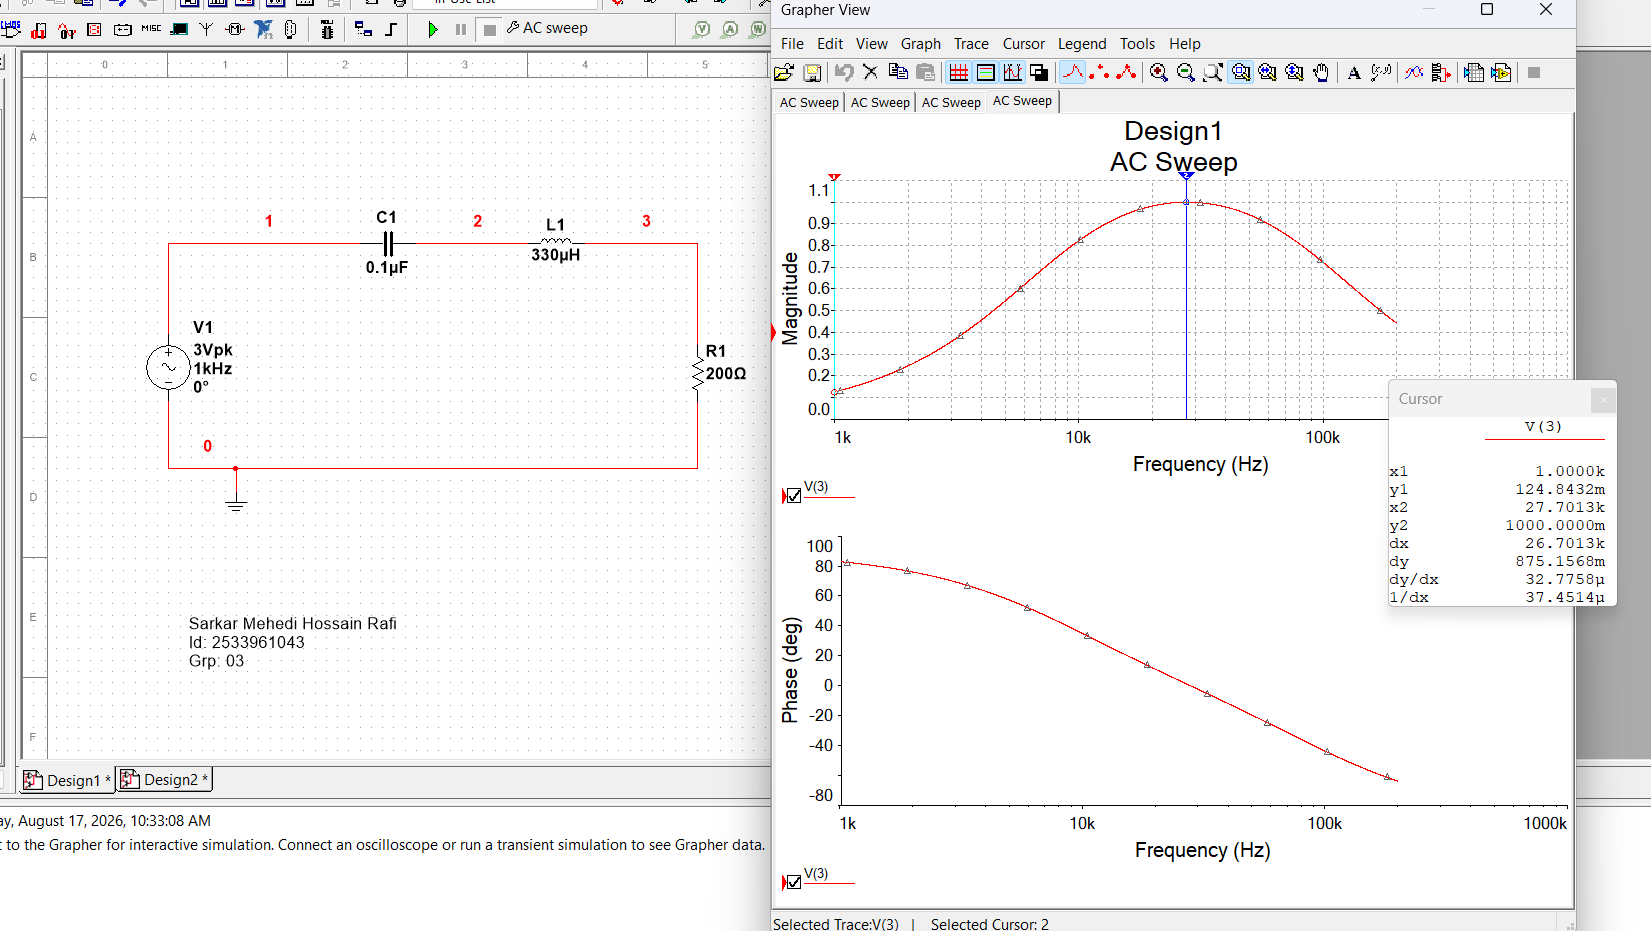 In Use List
MISC
AC sweep
V A W
0 1 2 3 4 5
A
B
C
D
E
F
1
C1
0.1µF
2
L1
330µH
3
V1
3Vpk
1kHz
0°
R1
200Ω
0
Sarkar Mehedi Hossain Rafi
Id: 2533961043
Grp: 03
Design1 *
Design2 *
ay, August 17, 2026, 10:33:08 AM
to the Grapher for interactive simulation. Connect an oscilloscope or run a transient simulation to see Grapher data.
Grapher View
File Edit View Graph Trace Cursor Legend Tools Help
AC Sweep AC Sweep AC Sweep AC Sweep
Design1
AC Sweep
1 2
Magnitude
1.1
0.9
0.8
0.7
0.6
0.5
0.4
0.3
0.2
0.0
1k 10k 100k
Frequency (Hz)
V(3)
Cursor
V(3)
x1 1.0000k
y1 124.8432m
x2 27.7013k
y2 1000.0000m
dx 26.7013k
dy 875.1568m
dy/dx 32.7758µ
1/dx 37.4514µ
Phase (deg)
100
80
60
40
20
0
-20
-40
-80
1k 10k 100k 1000k
Frequency (Hz)
V(3)
Selected Trace:V(3) | Selected Cursor: 2